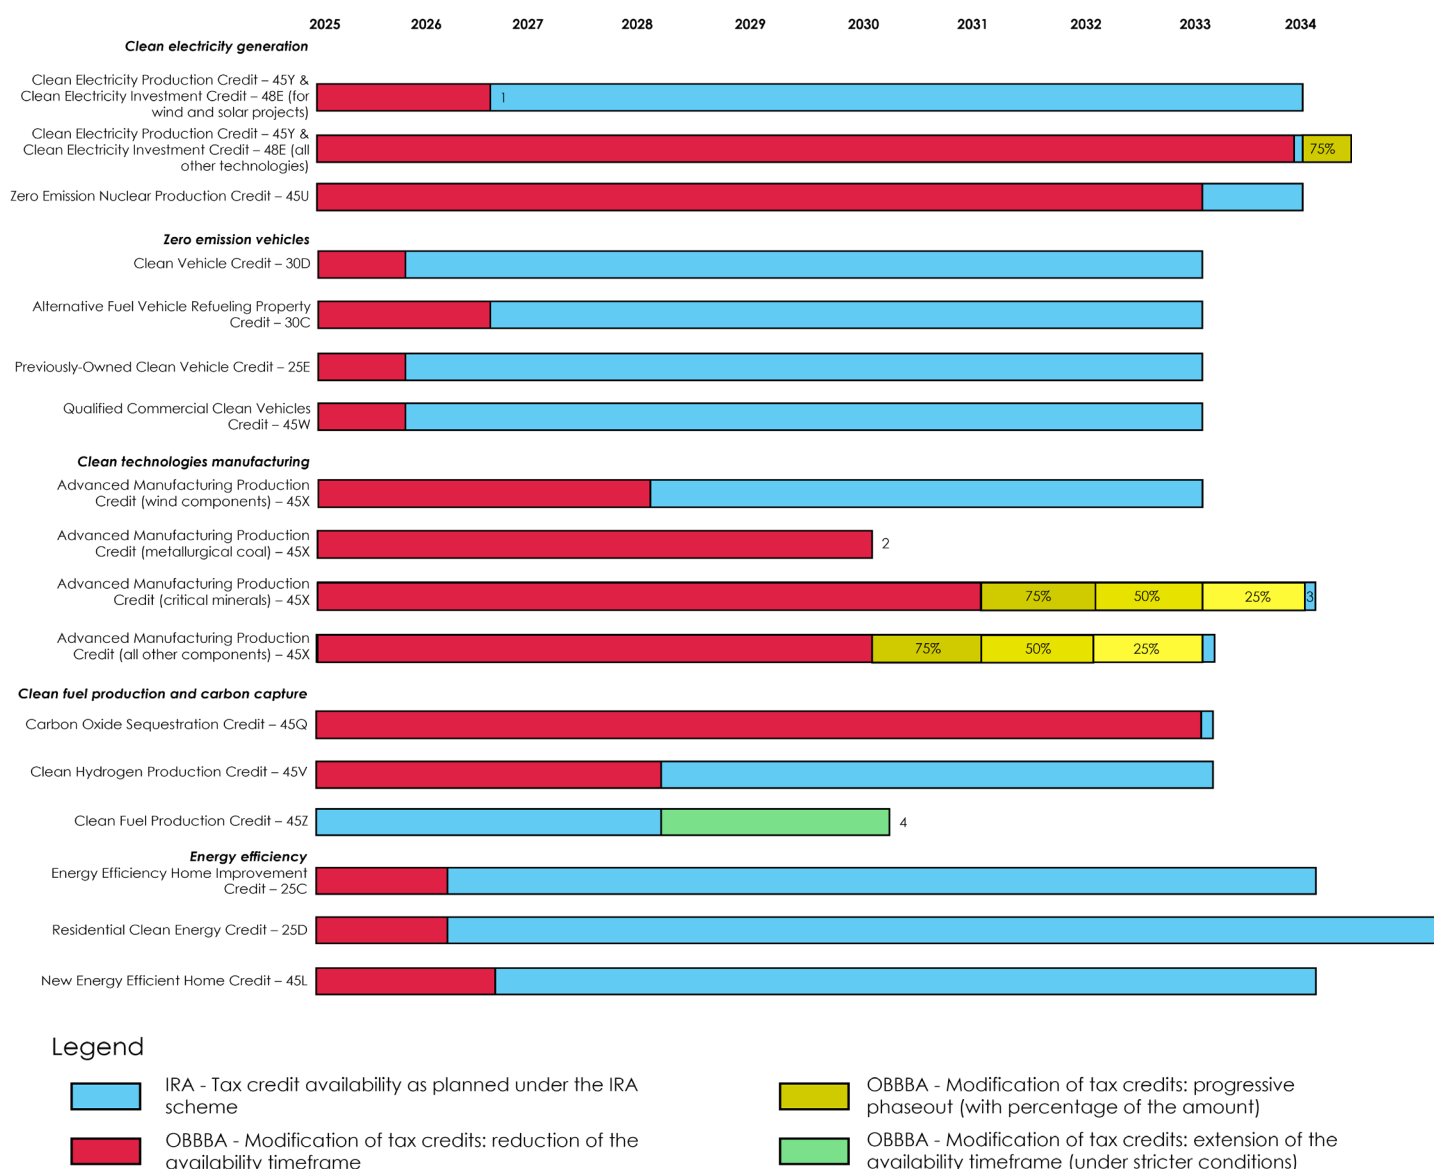 2025 2026 2027 2028 2029 2030 2031 2032 2033 2034
Clean electricity generation
Clean Electricity Production Credit – 45Y &
Clean Electricity Investment Credit – 48E (for
wind and solar projects)
1
Clean Electricity Production Credit – 45Y &
Clean Electricity Investment Credit – 48E (all
other technologies)
75%
Zero Emission Nuclear Production Credit – 45U
Zero emission vehicles
Clean Vehicle Credit – 30D
Alternative Fuel Vehicle Refueling Property
Credit – 30C
Previously-Owned Clean Vehicle Credit – 25E
Qualified Commercial Clean Vehicles
Credit – 45W
Clean technologies manufacturing
Advanced Manufacturing Production
Credit (wind components) – 45X
Advanced Manufacturing Production
Credit (metallurgical coal) – 45X
2
Advanced Manufacturing Production
Credit (critical minerals) – 45X
75% 50% 25% 3
Advanced Manufacturing Production
Credit (all other components) – 45X
75% 50% 25%
Clean fuel production and carbon capture
Carbon Oxide Sequestration Credit – 45Q
Clean Hydrogen Production Credit – 45V
Clean Fuel Production Credit – 45Z
4
Energy efficiency
Energy Efficiency Home Improvement
Credit – 25C
Residential Clean Energy Credit – 25D
New Energy Efficient Home Credit – 45L
Legend
IRA - Tax credit availability as planned under the IRA
scheme
OBBBA - Modification of tax credits: reduction of the
availability timeframe
OBBBA - Modification of tax credits: progressive
phaseout (with percentage of the amount)
OBBBA - Modification of tax credits: extension of the
availability timeframe (under stricter conditions)